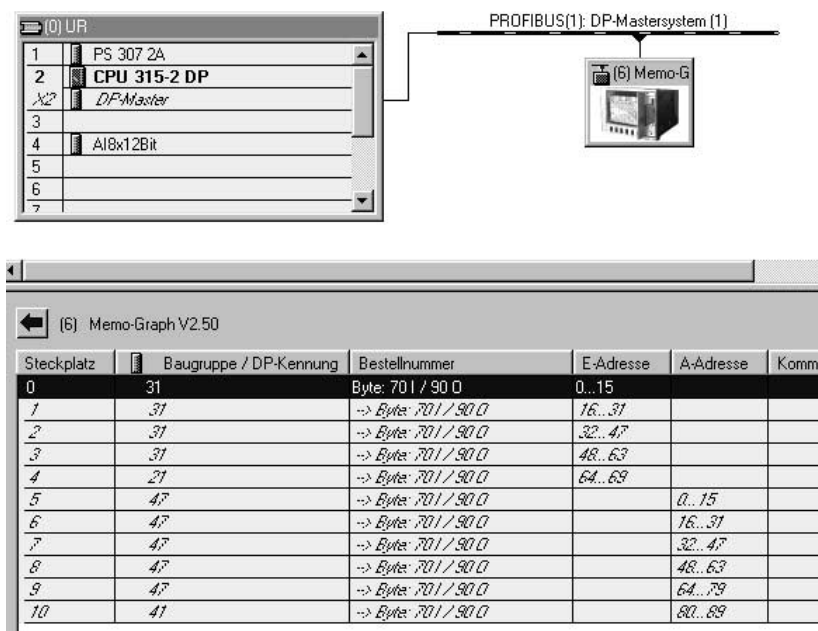 (0) UR
1 PS 307 2A
2 CPU 315-2 DP
X2 DP-Master
3
4 AI8x12Bit
5
6
7
PROFIBUS(1): DP-Mastersystem (1)
(6) Memo-G
(6) Memo-Graph V2.50
Steckplatz Baugruppe / DP-Kennung Bestellnummer E-Adresse A-Adresse Komm
0 31 Byte: 70 I / 90 O 0...15
1 31 --> Byte: 70 I / 90 O 16...31
2 31 --> Byte: 70 I / 90 O 32...47
3 31 --> Byte: 70 I / 90 O 48...63
4 21 --> Byte: 70 I / 90 O 64...69
5 47 --> Byte: 70 I / 90 O 0...15
6 47 --> Byte: 70 I / 90 O 16...31
7 47 --> Byte: 70 I / 90 O 32...47
8 47 --> Byte: 70 I / 90 O 48...63
9 47 --> Byte: 70 I / 90 O 64...79
10 41 --> Byte: 70 I / 90 O 80...89